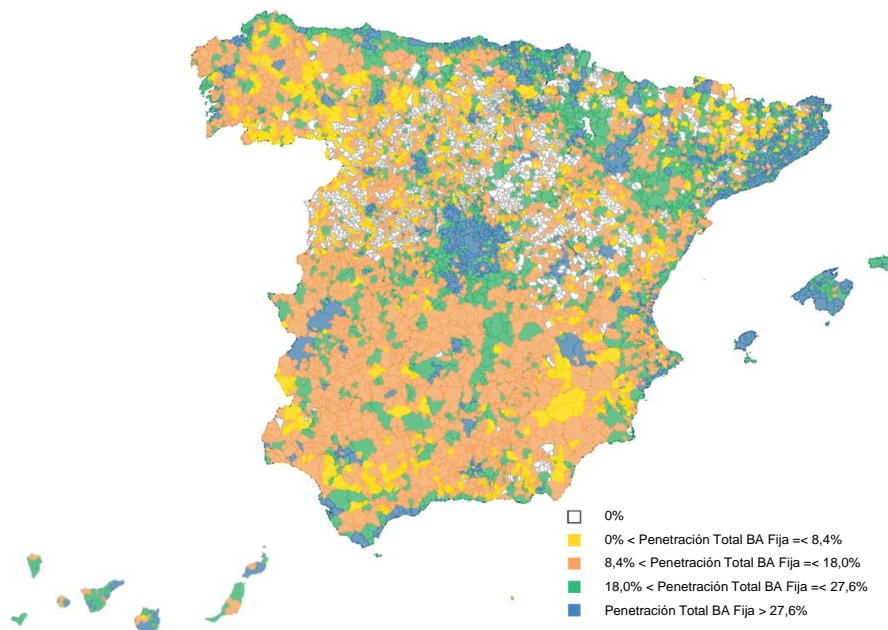 0%
0% < Penetración Total BA Fija =< 8,4%
8,4% < Penetración Total BA Fija =< 18,0%
18,0% < Penetración Total BA Fija =< 27,6%
Penetración Total BA Fija > 27,6%